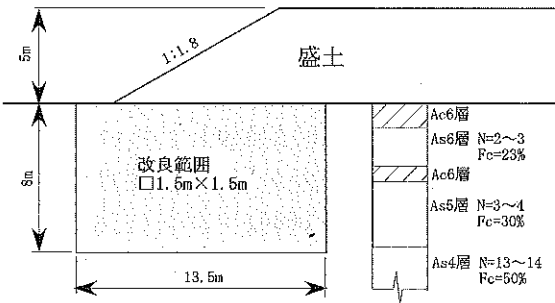 5m
1:1.8
盛土
8m
改良範囲
□1.5m×1.5m
13.5m
Ac6層
As6層 N=2～3
Fc=23%
Ac6層
As5層 N=3～4
Fc=30%
As4層 N=13～14
Fc=50%